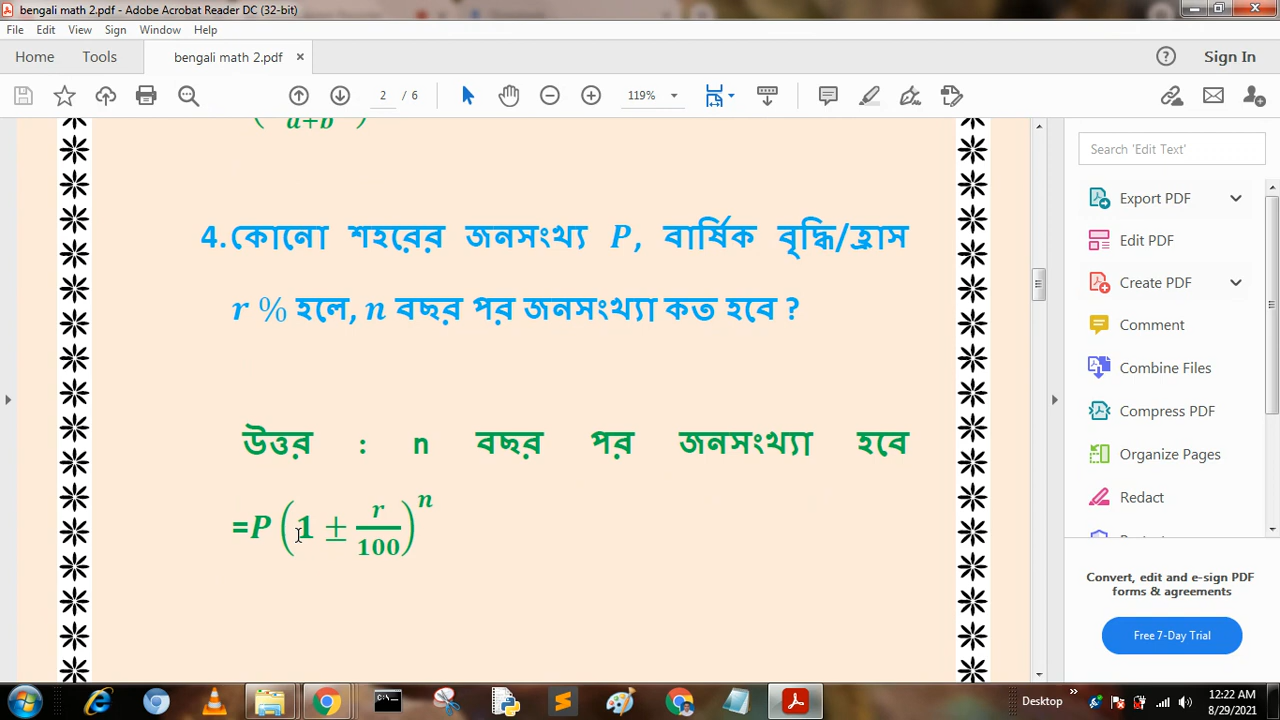 bengali math 2.pdf - Adobe Acrobat Reader DC (32-bit)
File Edit View Sign Window Help
Home Tools bengali math 2.pdf × Sign In
2 / 6 119%
a+b
Search 'Edit Text'
Export PDF
Edit PDF
Create PDF
Comment
Combine Files
Compress PDF
Organize Pages
Redact
Convert, edit and e-sign PDF
forms & agreements
Free 7-Day Trial
4.কোনো শহরের জনসংখ্য P, বার্ষিক বৃদ্ধি/হ্রাস
r % হলে, n বছর পর জনসংখ্যা কত হবে ?
উত্তর : n বছর পর জনসংখ্যা হবে
=P(1 ± r/100)^n
Desktop » 12:22 AM
8/29/2021